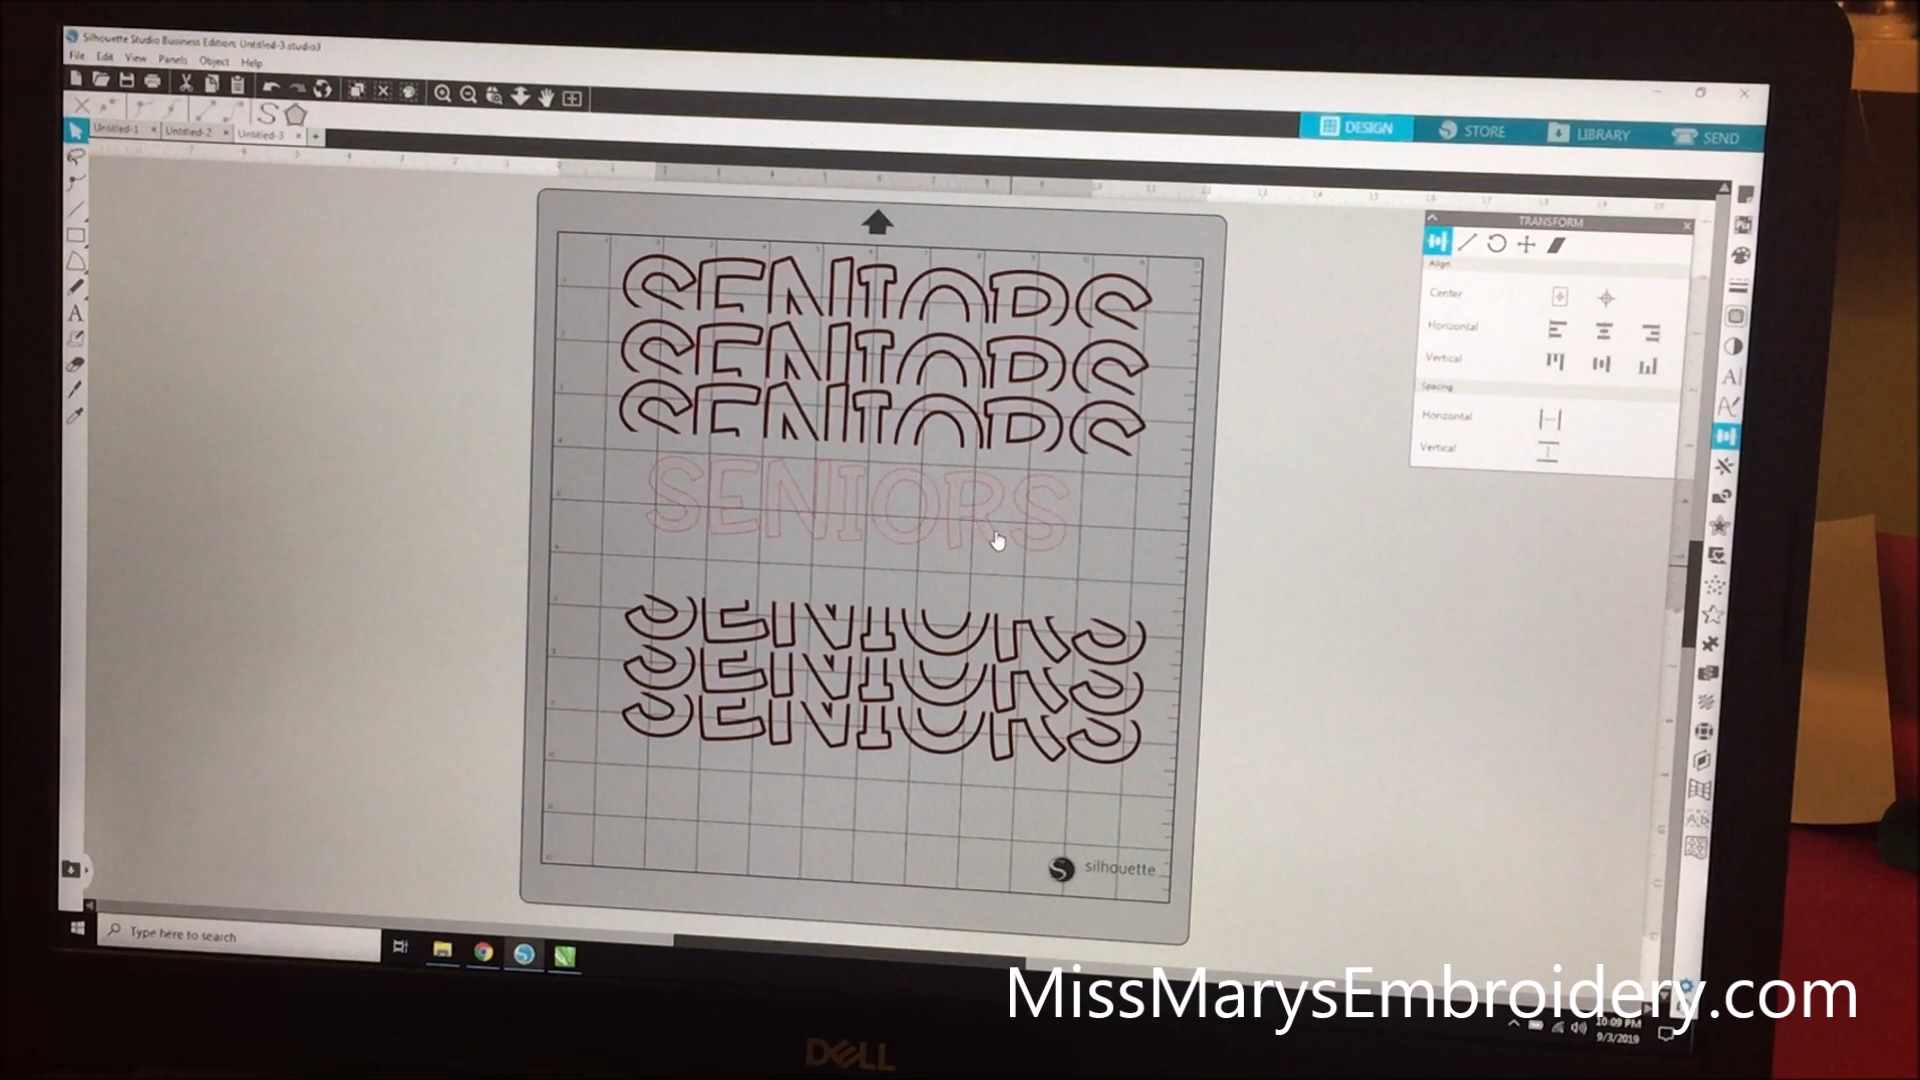 Silhouette Studio Business Edition: Untitled-3.studio3
File Edit View Panels Object Help
Untitled-1 Untitled-2 Untitled-3
DESIGN STORE LIBRARY SEND
TRANSFORM
Align
Center
Horizontal
Vertical
Spacing
Horizontal
Vertical
SENIORS
SENIORS
SENIORS
SENIORS
SENIORS
SENIORS
SENIORS
silhouette
Type here to search
MissMarysEmbroidery.com
10:09 PM
9/3/2019
DELL